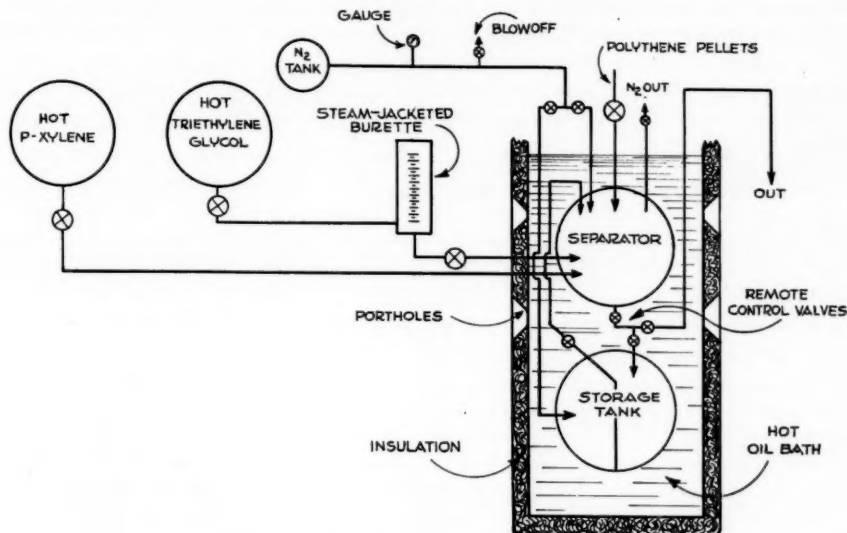 GAUGE
BLOWOFF
N2
TANK
POLYTHENE PELLETS
N2 OUT
HOT
P-XYLENE
HOT
TRIETHYLENE
GLYCOL
STEAM-JACKETED
BURETTE
OUT
SEPARATOR
PORTHOLES
REMOTE
CONTROL VALVES
STORAGE
TANK
INSULATION
HOT
OIL BATH